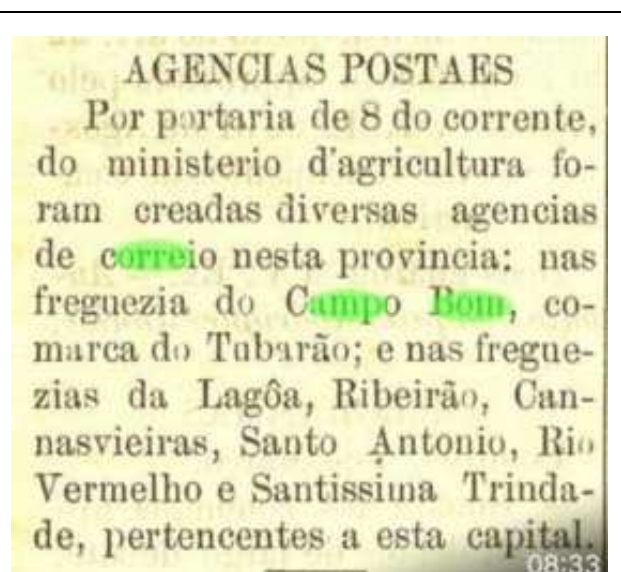 AGENCIAS POSTAES
Por portaria de 8 do corrente,
do ministerio d'agricultura fo-
ram creadas diversas agencias
de correio nesta provincia: nas
freguezia do Campo Bom, co-
marca do Tubarão; e nas fregue-
zias da Lagôa, Ribeirão, Can-
nasvieiras, Santo Antonio, Rio
Vermelho e Santissima Trinda-
de, pertencentes a esta capital.
08:33